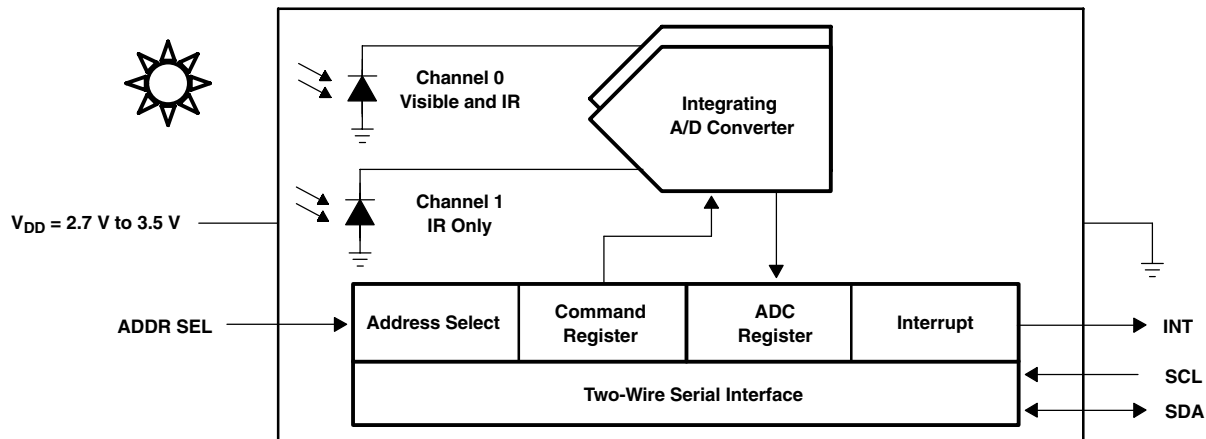 Channel 0
Visible and IR
Integrating
A/D Converter
Channel 1
IR Only
VDD = 2.7 V to 3.5 V
ADDR SEL
Address Select
Command
Register
ADC
Register
Interrupt
INT
Two-Wire Serial Interface
SCL
SDA